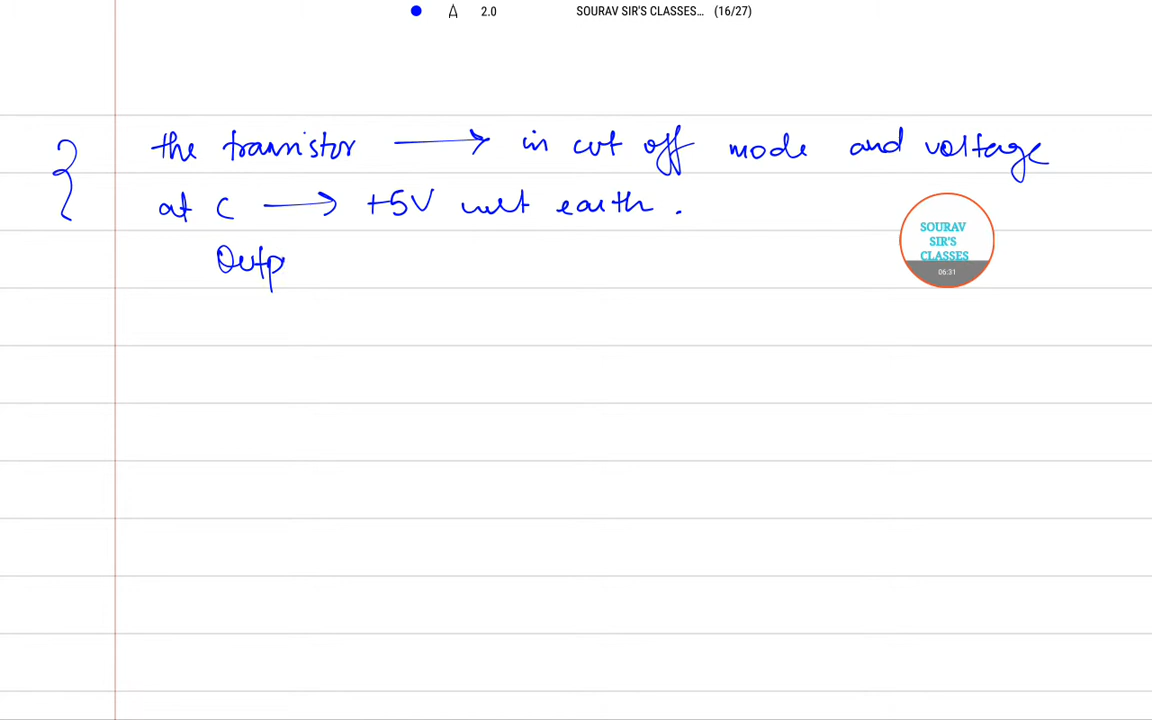 2.0 SOURAV SIR'S CLASSES... (16/27)
the transistor → in cut off mode and voltage
at C → +5V wrt earth.
Outp
SOURAV
SIR'S
CLASSES
06:31